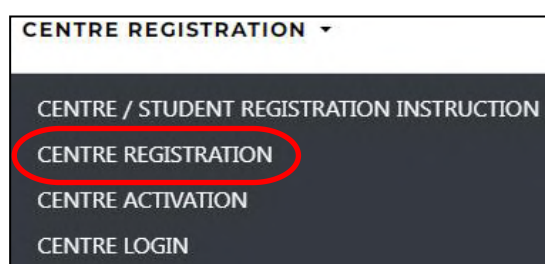 CENTRE REGISTRATION
CENTRE / STUDENT REGISTRATION INSTRUCTION
CENTRE REGISTRATION
CENTRE ACTIVATION
CENTRE LOGIN